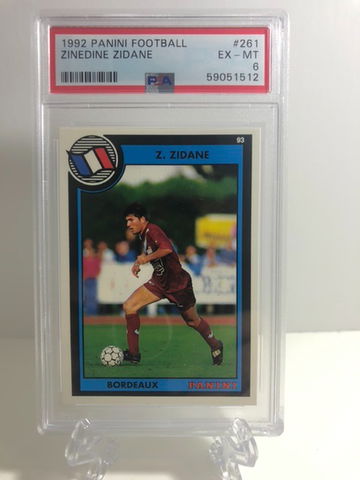 1992 PANINI FOOTBALL #261
ZINEDINE ZIDANE EX - MT
PSA 6
59051512
93
Z. ZIDANE
BORDEAUX PANINI